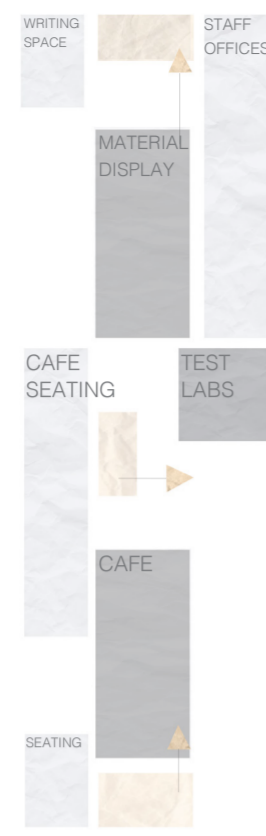 WRITING
SPACE
STAFF
OFFICES
MATERIAL
DISPLAY
CAFE
SEATING
TEST
LABS
CAFE
SEATING